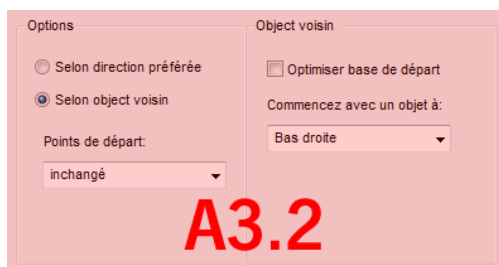 Options
Selon direction préférée
Selon object voisin
Points de départ:
inchangé
Object voisin
Optimiser base de départ
Commencez avec un objet à:
Bas droite
A3.2